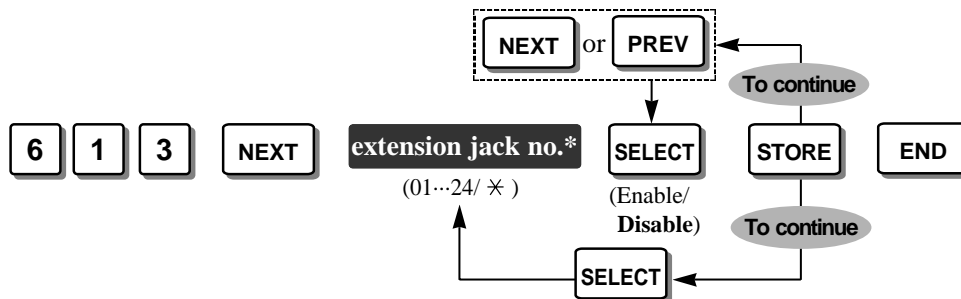 NEXT or PREV
To continue
6 1 3 NEXT extension jack no.* SELECT STORE END
(01···24/ ✳ )
(Enable/
Disable)
To continue
SELECT